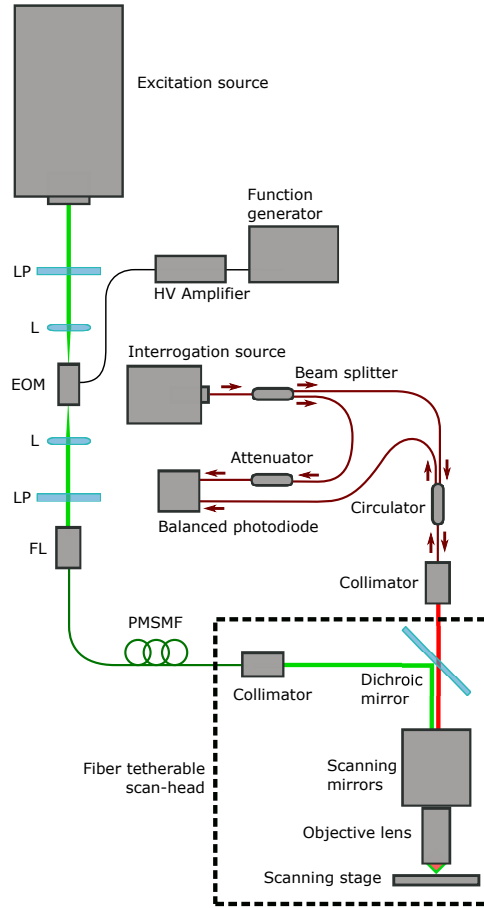 Excitation source
Function
generator
LP
HV Amplifier
L
Interrogation source
Beam splitter
EOM
L
Attenuator
LP
Balanced photodiode
Circulator
FL
Collimator
PMSMF
Collimator
Dichroic
mirror
Fiber tetherable
scan-head
Scanning
mirrors
Objective lens
Scanning stage